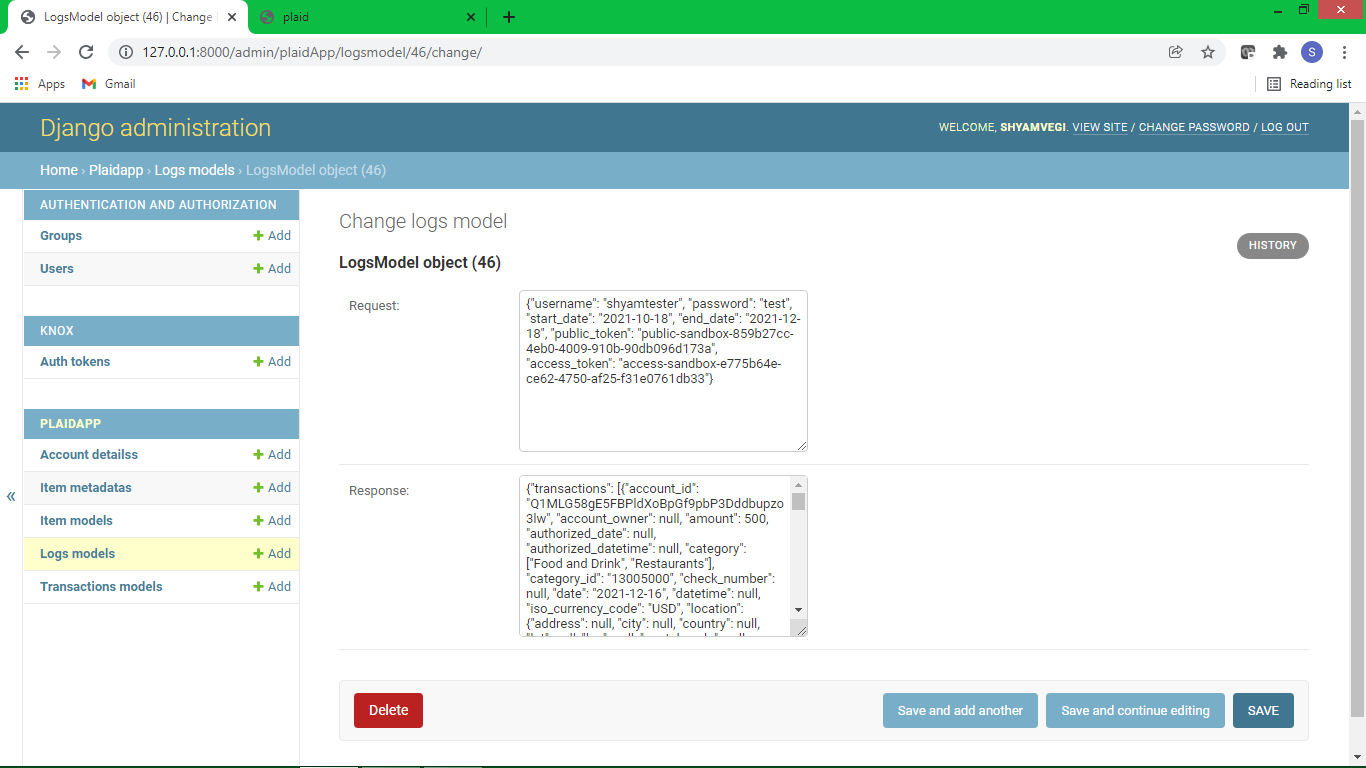 LogsModel object (46) | Change
plaid
127.0.0.1:8000/admin/plaidApp/logsmodel/46/change/
S
Apps
Gmail
Reading list
Django administration
WELCOME, SHYAMVEGI. VIEW SITE / CHANGE PASSWORD / LOG OUT
Home › Plaidapp › Logs models › LogsModel object (46)
AUTHENTICATION AND AUTHORIZATION
Groups + Add
Users + Add
KNOX
Auth tokens + Add
PLAIDAPP
Account detailss + Add
Item metadatas + Add
Item models + Add
Logs models + Add
Transactions models + Add
«
Change logs model
HISTORY
LogsModel object (46)
Request:
{"username": "shyamtester", "password": "test",
"start_date": "2021-10-18", "end_date": "2021-12-
18", "public_token": "public-sandbox-859b27cc-
4eb0-4009-910b-90db096d173a",
"access_token": "access-sandbox-e775b64e-
ce62-4750-af25-f31e0761db33"}
Response:
{"transactions": [{"account_id":
"Q1MLG58gE5FBPldXoBpGf9pbP3Dddbupzo
3lw", "account_owner": null, "amount": 500,
"authorized_date": null,
"authorized_datetime": null, "category":
["Food and Drink", "Restaurants"],
"category_id": "13005000", "check_number":
null, "date": "2021-12-16", "datetime": null,
"iso_currency_code": "USD", "location":
{"address": null, "city": null, "country": null,
Delete
Save and add another
Save and continue editing
SAVE